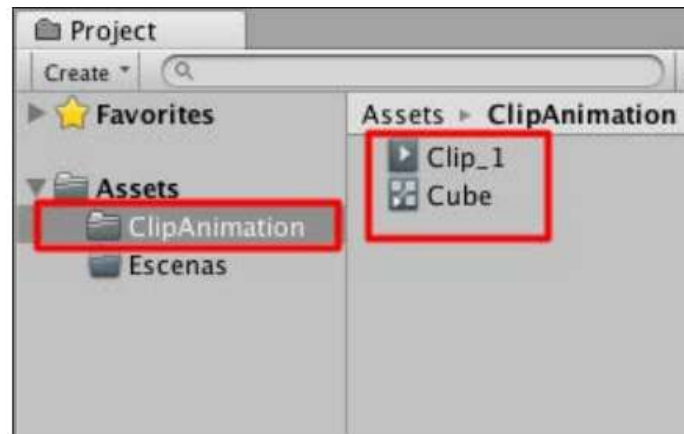 Project
Create
Favorites
Assets
ClipAnimation
Escenas
Assets ▸ ClipAnimation
Clip_1
Cube